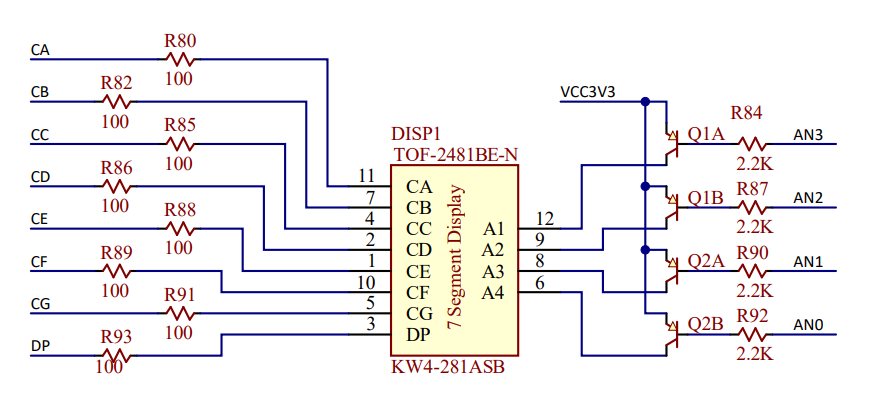 CA
R80
100
CB
R82
100
CC
R85
100
CD
R86
100
CE
R88
100
CF
R89
100
CG
R91
100
DP
R93
100
DISP1
TOF-2481BE-N
11 CA
7 CB
4 CC
2 CD
1 CE
10 CF
5 CG
3 DP
7 Segment Display
A1 12
A2 9
A3 8
A4 6
KW4-281ASB
VCC3V3
Q1A
R84
2.2K
AN3
Q1B
R87
2.2K
AN2
Q2A
R90
2.2K
AN1
Q2B
R92
2.2K
AN0